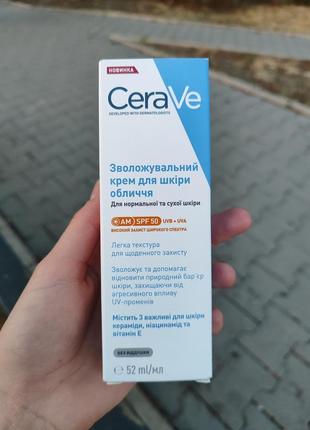 НОВИНКА
CeraVe
DEVELOPED WITH DERMATOLOGISTS
Зволожувальний
крем для шкіри
обличчя
Для нормальної та сухої шкіри
AM SPF 50 UVB + UVA
ВИСОКИЙ ЗАХИСТ ШИРОКОГО СПЕКТРА
Легка текстура
для щоденного захисту
Зволожує та допомагає
відновити природний бар'єр
шкіри, захищаючи від
агресивного впливу
UV-променів
Містить 3 важливі для шкіри
кераміди, ніацинамід та
вітамін Е
БЕЗ ВІДДУШКИ
℮ 52 ml/мл